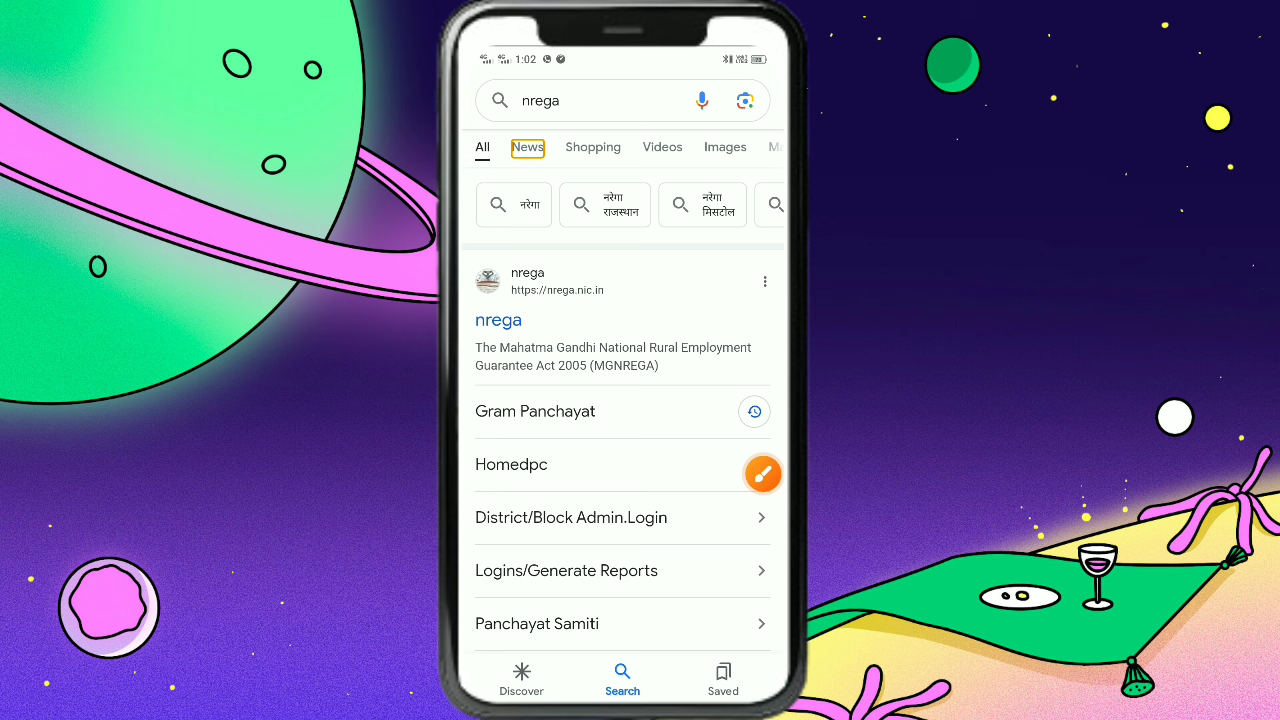 1:02
nrega
All News Shopping Videos Images
नरेगा
नरेगा
राजस्थान
नरेगा
मिसटोल
nrega
https://nrega.nic.in
nrega
The Mahatma Gandhi National Rural Employment
Guarantee Act 2005 (MGNREGA)
Gram Panchayat
Homedpc
District/Block Admin.Login
Logins/Generate Reports
Panchayat Samiti
Discover Search Saved